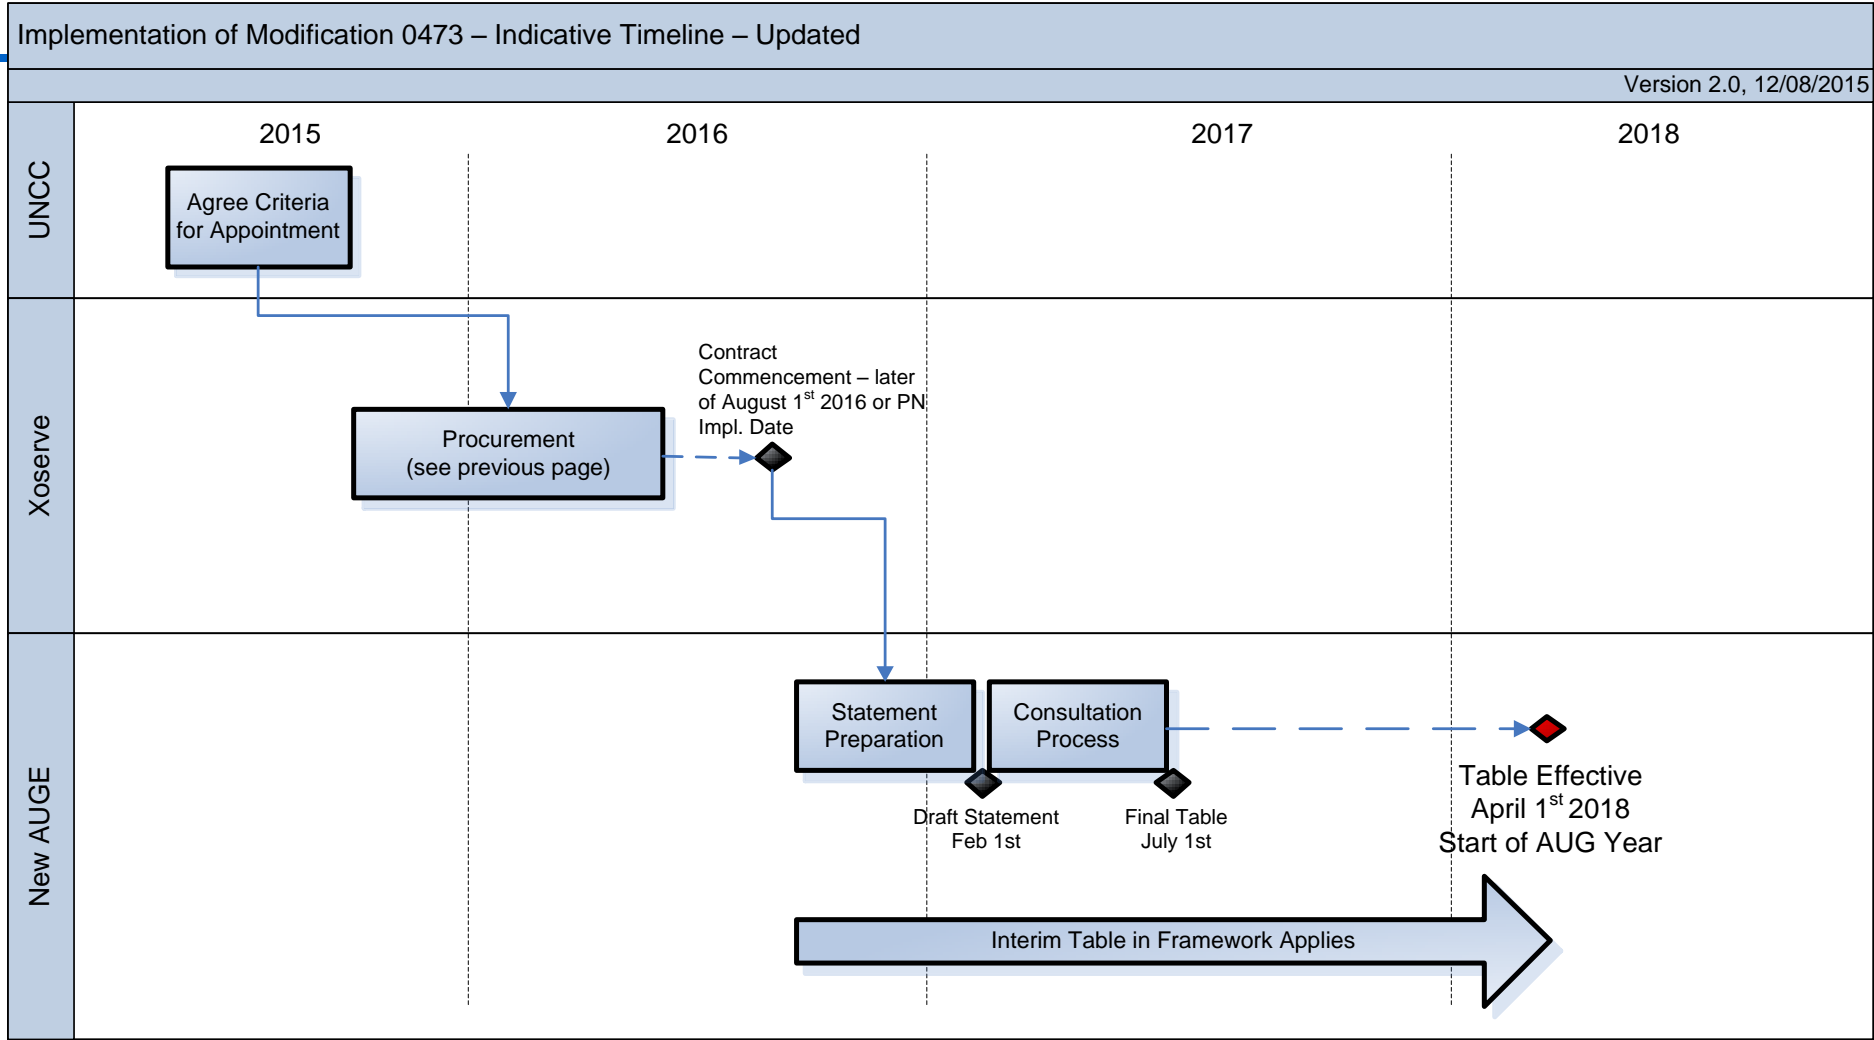 Implementation of Modification 0473 – Indicative Timeline – Updated
Version 2.0, 12/08/2015
2015
2016
2017
2018
UNCC
Agree Criteria
for Appointment
Xoserve
Contract
Commencement – later
of August 1st 2016 or PN
Impl. Date
Procurement
(see previous page)
New AUGE
Statement
Preparation
Consultation
Process
Draft Statement
Feb 1st
Final Table
July 1st
Table Effective
April 1st 2018
Start of AUG Year
Interim Table in Framework Applies